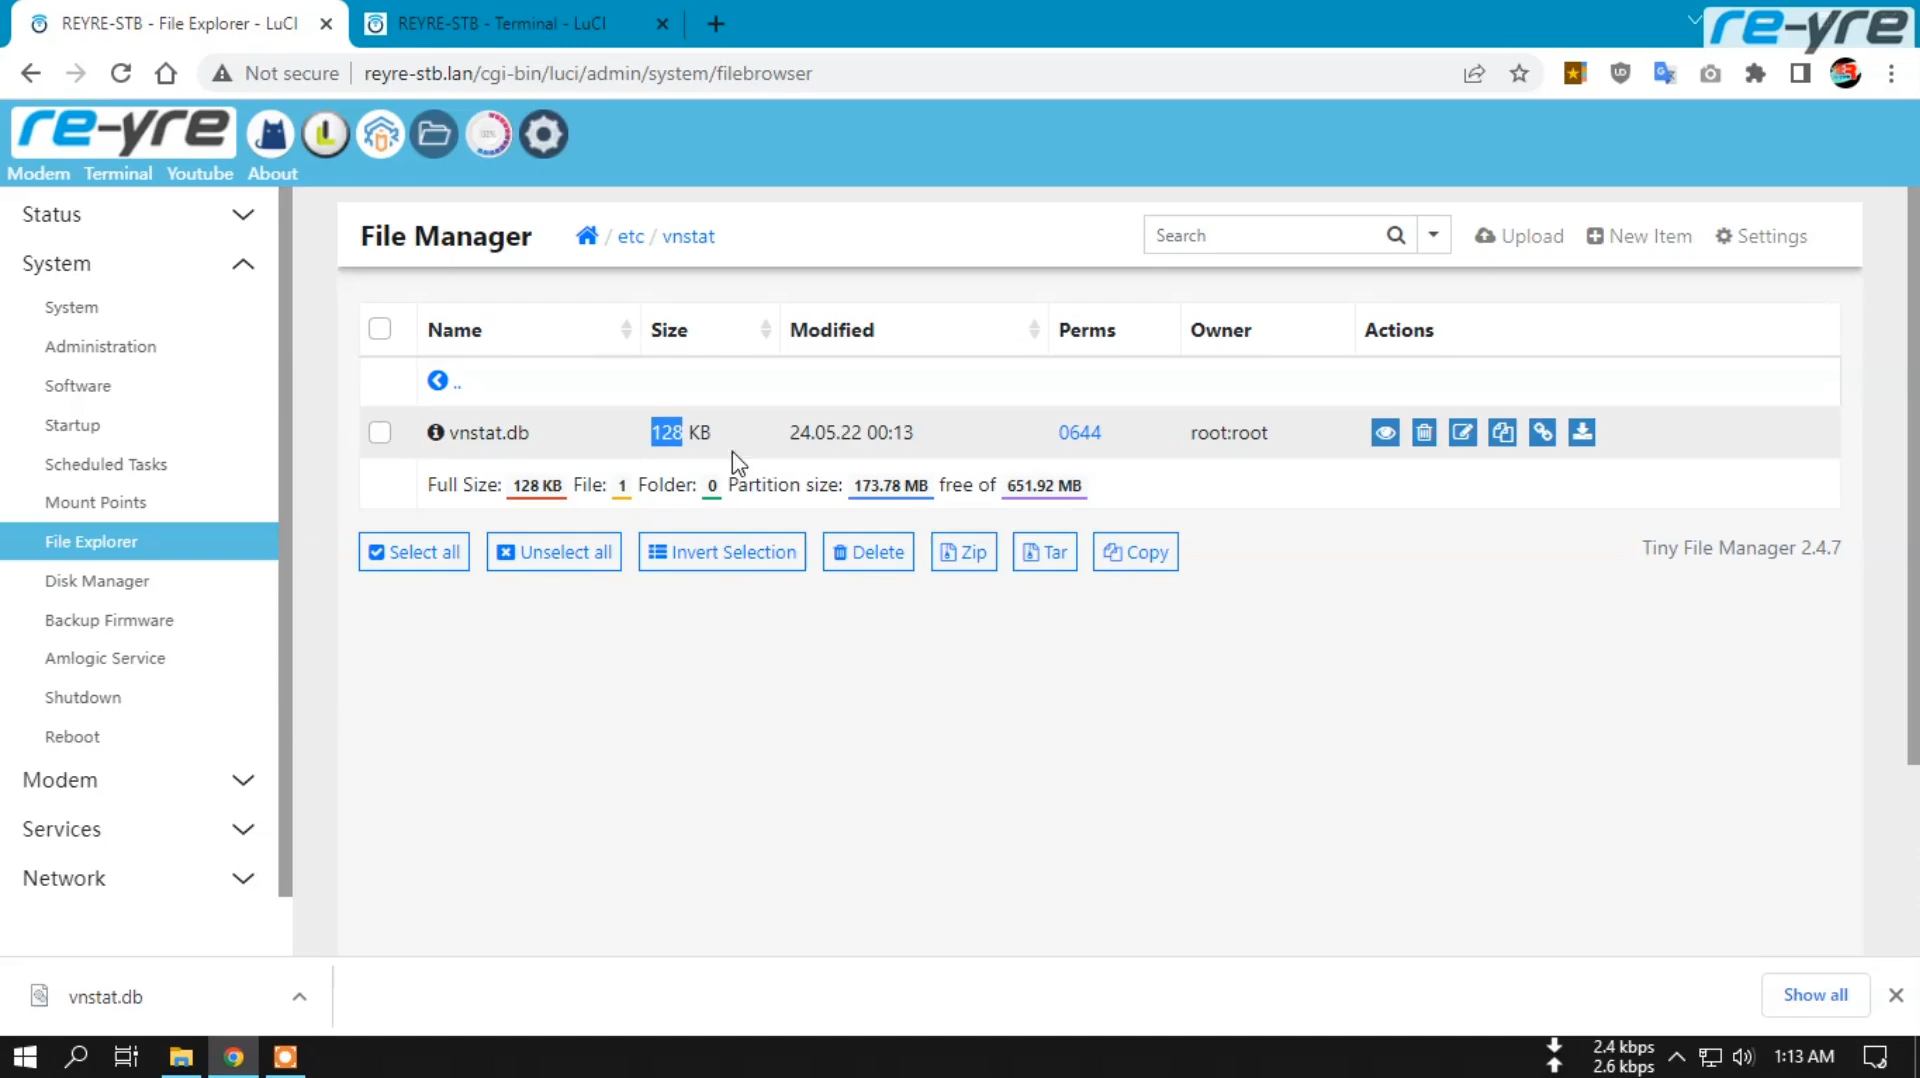 REYRE-STB - File Explorer - LuCI
REYRE-STB - Terminal - LuCI
re-yre
Not secure
reyre-stb.lan/cgi-bin/luci/admin/system/filebrowser
re-yre
Modem Terminal Youtube About
Status
System
System
Administration
Software
Startup
Scheduled Tasks
Mount Points
File Explorer
Disk Manager
Backup Firmware
Amlogic Service
Shutdown
Reboot
Modem
Services
Network
File Manager
/ etc / vnstat
Search
Upload
New Item
Settings
Name Size Modified Perms Owner Actions
..
vnstat.db 128 KB 24.05.22 00:13 0644 root:root
Full Size: 128 KB File: 1 Folder: 0 Partition size: 173.78 MB free of 651.92 MB
Select all Unselect all Invert Selection Delete Zip Tar Copy
Tiny File Manager 2.4.7
vnstat.db
Show all
2.4 kbps
2.6 kbps
1:13 AM